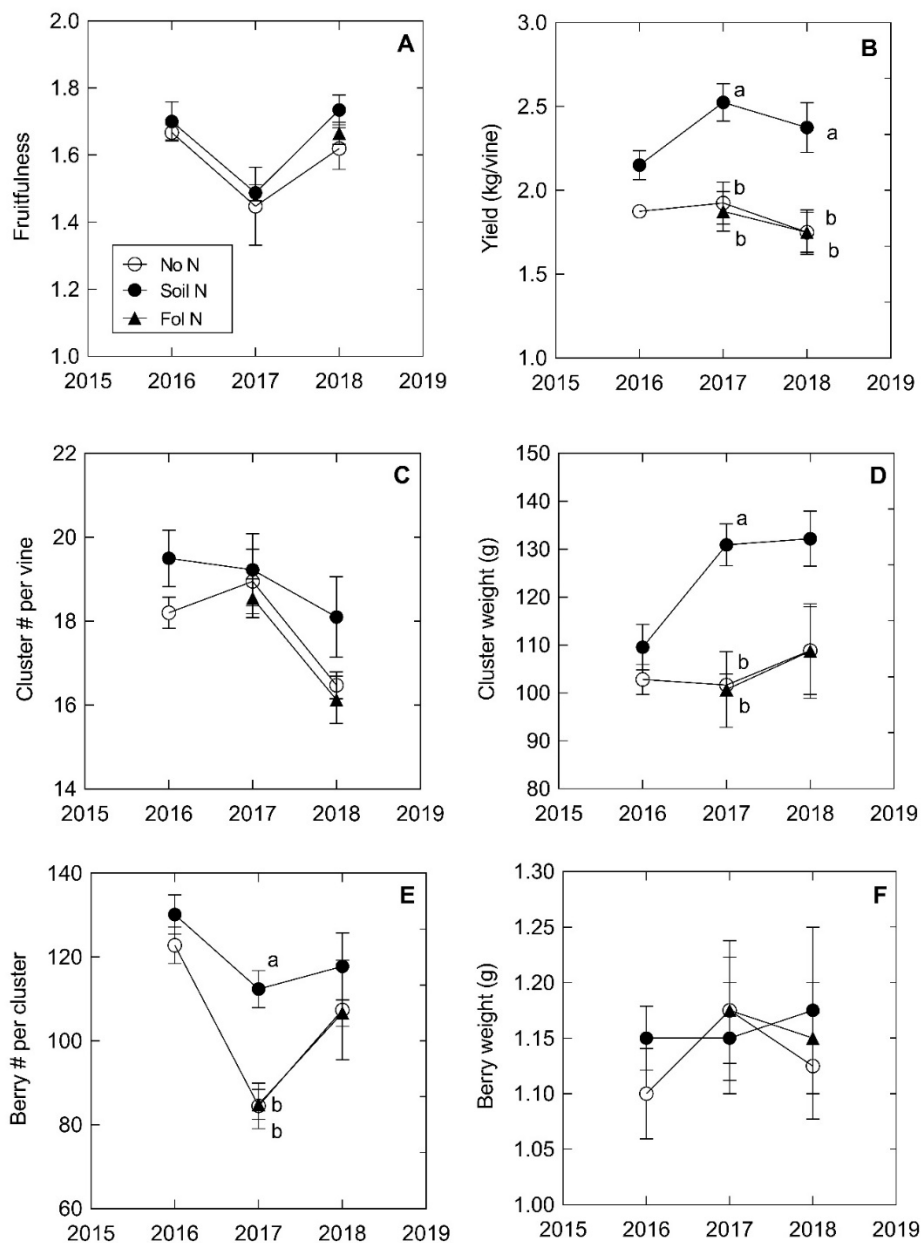 A
Fruitfulness
2.0
1.8
1.6
1.4
1.2
1.0
No N
Soil N
Fol N
2015 2016 2017 2018 2019
B
Yield (kg/vine)
3.0
2.5
2.0
1.5
1.0
a
a
b
b
b
b
2015 2016 2017 2018 2019
C
Cluster # per vine
22
20
18
16
14
2015 2016 2017 2018 2019
D
Cluster weight (g)
150
140
130
120
110
100
90
80
a
b
b
2015 2016 2017 2018 2019
E
Berry # per cluster
140
120
100
80
60
a
b
b
2015 2016 2017 2018 2019
F
Berry weight (g)
1.30
1.25
1.20
1.15
1.10
1.05
1.00
2015 2016 2017 2018 2019